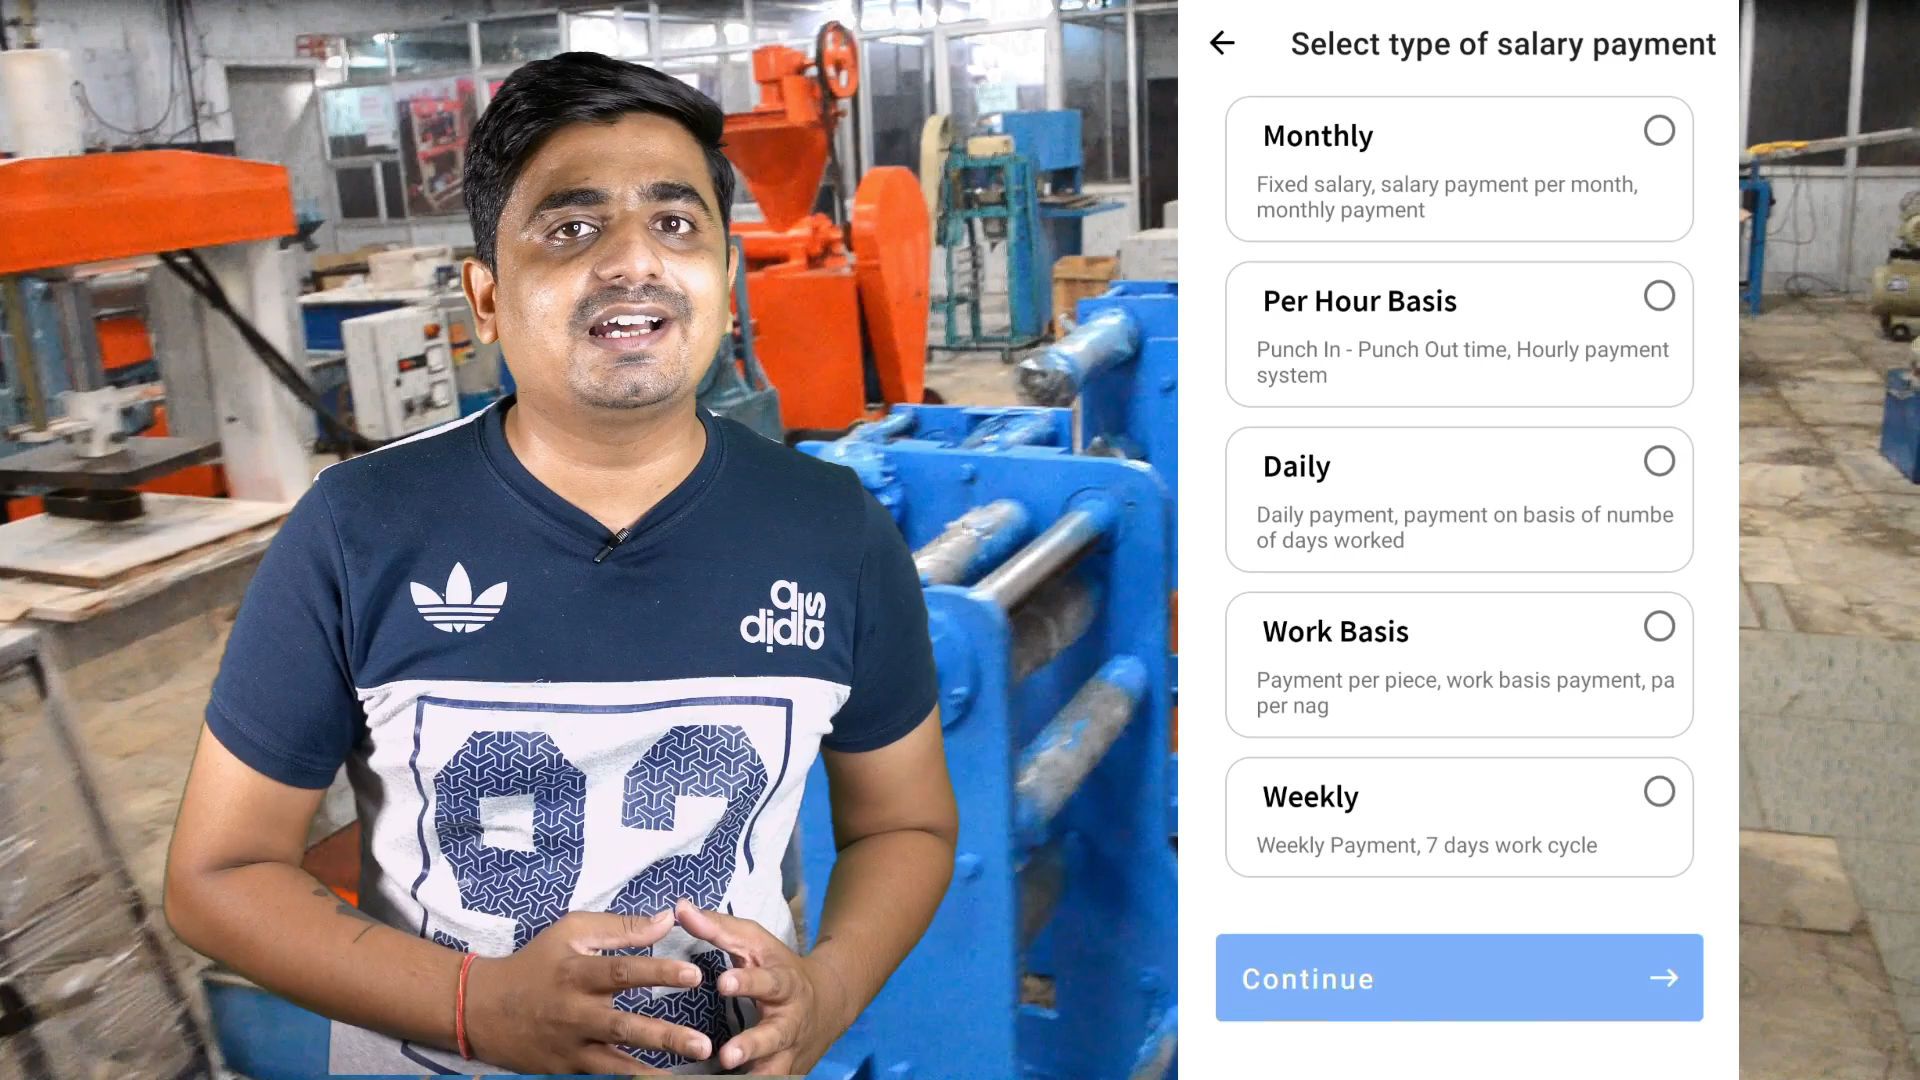 Select type of salary payment
Monthly
Fixed salary, salary payment per month,
monthly payment
Per Hour Basis
Punch In - Punch Out time, Hourly payment
system
Daily
Daily payment, payment on basis of numbe
of days worked
Work Basis
Payment per piece, work basis payment, pa
per nag
Weekly
Weekly Payment, 7 days work cycle
Continue
adidas
92